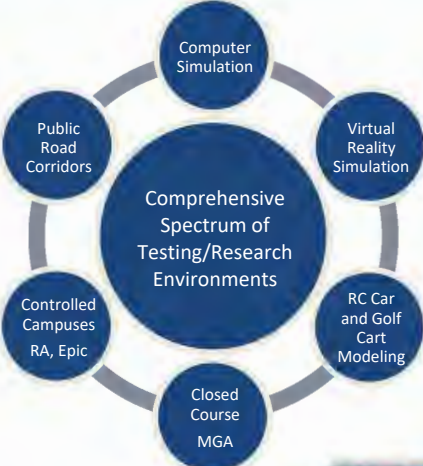 Computer
Simulation
Virtual
Reality
Simulation
RC Car
and Golf
Cart
Modeling
Closed
Course
MGA
Controlled
Campuses
RA, Epic
Public
Road
Corridors
Comprehensive
Spectrum of
Testing/Research
Environments